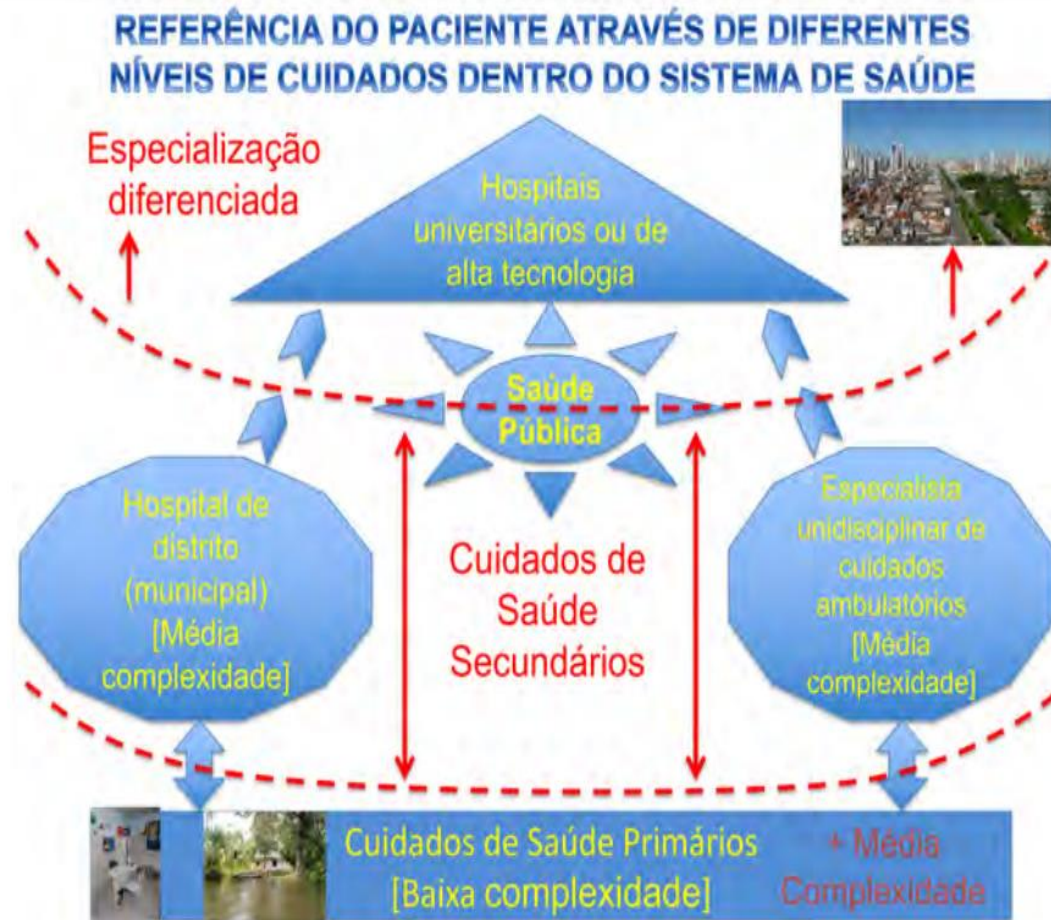 REFERÊNCIA DO PACIENTE ATRAVÉS DE DIFERENTES
NÍVEIS DE CUIDADOS DENTRO DO SISTEMA DE SAÚDE
Especialização
diferenciada
Hospitais
universitários ou de
alta tecnologia
Saúde
Pública
Hospital de
distrito
(municipal)
[Média
complexidade]
Cuidados de
Saúde
Secundários
Especialista
unidisciplinar de
cuidados
ambulatórios
[Média
complexidade]
Cuidados de Saúde Primários
[Baixa complexidade]
+ Média
Complexidade